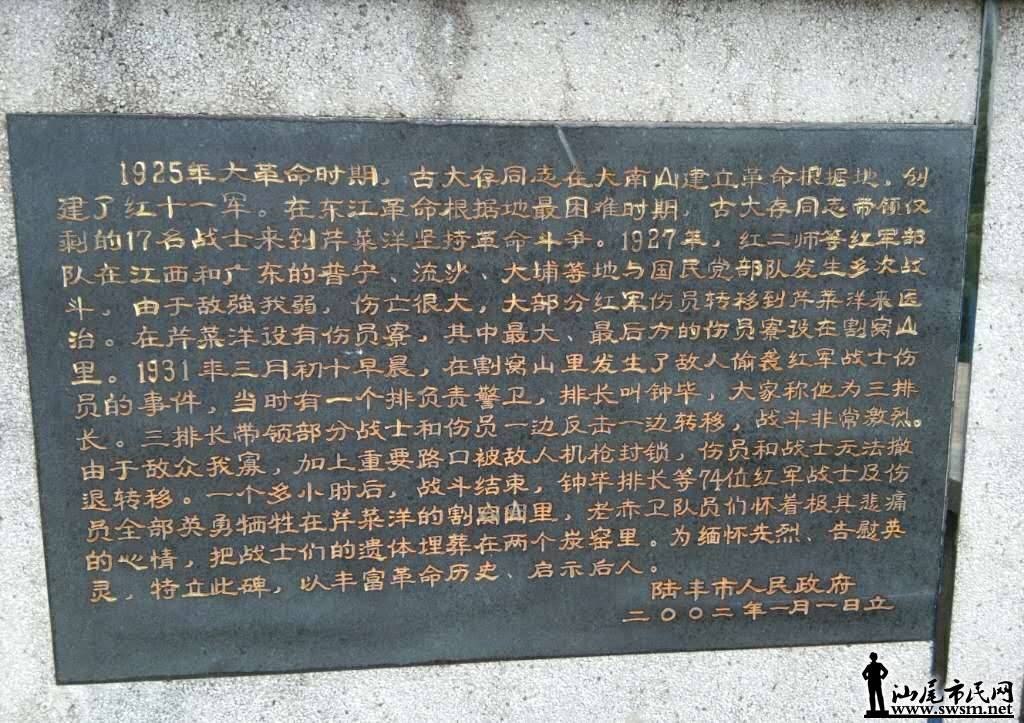 1925年大革命时期，古大存同志在大南山建立革命根据地，创
建了红十一军。在东江革命根据地最困难时期，古大存同志带领仅
剩的17名战士来到芹菜洋坚持革命斗争。1927年，红二师等红军部
队在江西和广东的普宁、流沙、大埔等地与国民党部队发生多次战
斗，由于敌強我弱，伤亡很大，大部分红军伤员转移到芹菜洋来医
治。在芹菜洋设有伤员寮，其中最大、最后方的伤员寮设在割窝山
里。1931年三月初十早晨，在割窝山里发生了敌人偷袭红军战士伤
员的事件，当时有一个排负责警卫，排长叫钟毕，大家称他为三排
长。三排长带领部分战士和伤员一边反击一边转移，战斗非常激烈。
由于敌众我寡，加上重要路口被敌人机枪封锁，伤员和战士无法撤
退转移。一个多小时后，战斗结束，钟毕排长等74位红军战士及伤
员全部英勇牺牲在芹菜洋的割窝山里，老赤卫队员们怀着极其悲痛
的心情，把战士们的遗体埋葬在两个炭窑里。为缅怀先烈、告慰英
灵，特立此碑，以丰富革命历史、启示后人。
陆丰市人民政府
二〇〇二年一月一日立
汕尾市民网
www.swsm.net